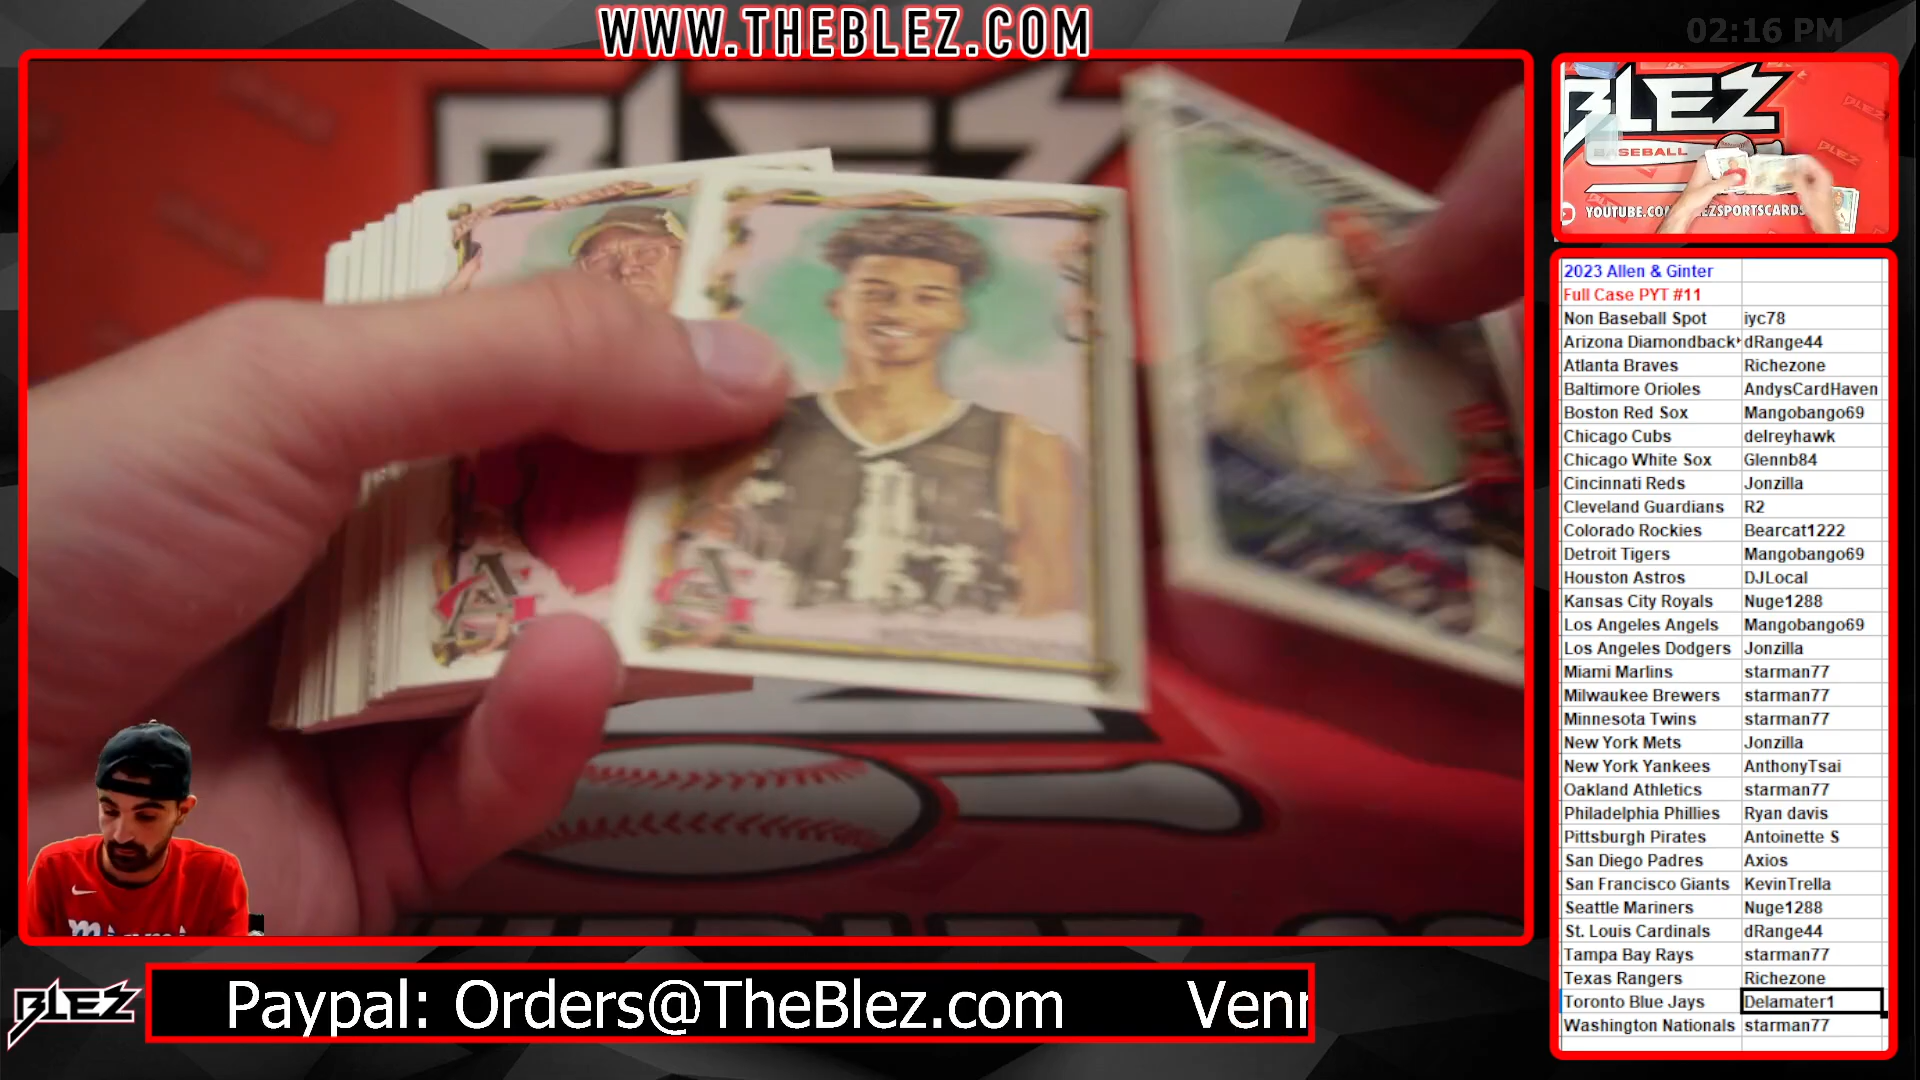 WWW.THEBLEZ.COM
02:16 PM
BLEZ
BLEZ
BASEBALL
BLEZ
YOUTUBE.COM
EZSPORTSCARDS
2023 Allen & Ginter
Full Case PYT #11
Non Baseball Spot iyc78
Arizona Diamondback dRange44
Atlanta Braves Richezone
Baltimore Orioles AndysCardHaven
Boston Red Sox Mangobango69
Chicago Cubs delreyhawk
Chicago White Sox Glennb84
Cincinnati Reds Jonzilla
Cleveland Guardians R2
Colorado Rockies Bearcat1222
Detroit Tigers Mangobango69
Houston Astros DJLocal
Kansas City Royals Nuge1288
Los Angeles Angels Mangobango69
Los Angeles Dodgers Jonzilla
Miami Marlins starman77
Milwaukee Brewers starman77
Minnesota Twins starman77
New York Mets Jonzilla
New York Yankees AnthonyTsai
Oakland Athletics starman77
Philadelphia Phillies Ryan davis
Pittsburgh Pirates Antoinette S
San Diego Padres Axios
San Francisco Giants KevinTrella
Seattle Mariners Nuge1288
St. Louis Cardinals dRange44
Tampa Bay Rays starman77
Texas Rangers Richezone
Toronto Blue Jays Delamater1
Washington Nationals starman77
BLEZ
Paypal: Orders@TheBlez.com Venr